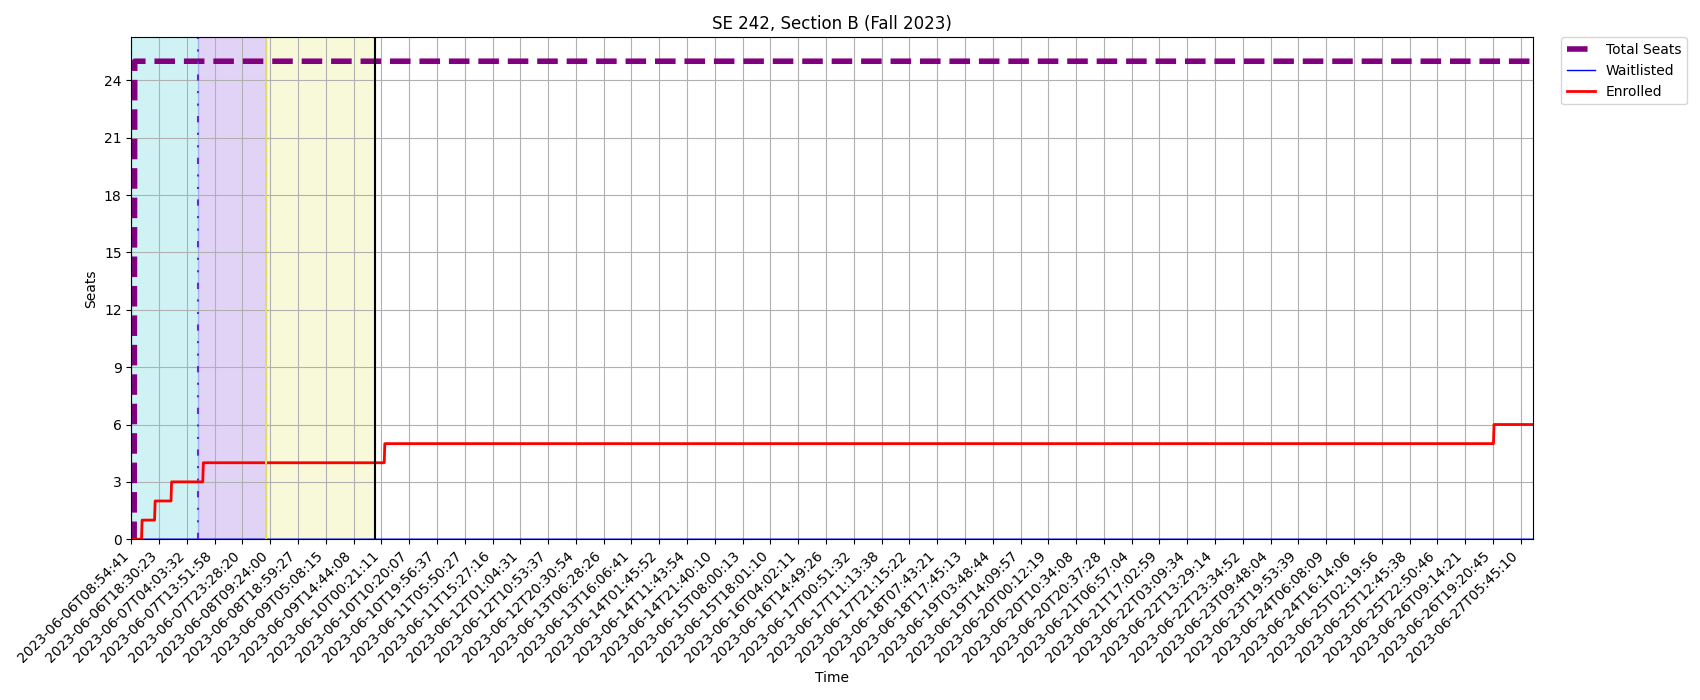 SE 242, Section B (Fall 2023)
Total Seats
Waitlisted
Enrolled
Seats
24
21
18
15
12
9
6
3
0
2023-06-06T08:54:41
2023-06-06T18:30:23
2023-06-07T04:03:32
2023-06-07T13:51:58
2023-06-07T23:28:20
2023-06-08T09:24:00
2023-06-08T18:59:27
2023-06-09T05:08:15
2023-06-09T14:44:08
2023-06-10T00:21:11
2023-06-10T10:20:07
2023-06-10T19:56:37
2023-06-11T05:50:27
2023-06-11T15:27:16
2023-06-12T01:04:31
2023-06-12T10:53:37
2023-06-12T20:30:54
2023-06-13T06:28:26
2023-06-13T16:06:41
2023-06-14T01:45:52
2023-06-14T11:43:54
2023-06-14T21:40:10
2023-06-15T08:00:13
2023-06-15T18:01:10
2023-06-16T04:02:11
2023-06-16T14:49:26
2023-06-17T00:51:32
2023-06-17T11:13:38
2023-06-17T21:15:22
2023-06-18T07:43:21
2023-06-18T17:45:13
2023-06-19T03:48:44
2023-06-19T14:09:57
2023-06-20T00:12:19
2023-06-20T10:34:08
2023-06-20T20:37:28
2023-06-21T06:57:04
2023-06-21T17:02:59
2023-06-22T03:09:34
2023-06-22T13:29:14
2023-06-22T23:34:52
2023-06-23T09:48:04
2023-06-23T19:53:39
2023-06-24T06:08:09
2023-06-24T16:14:06
2023-06-25T02:19:56
2023-06-25T12:45:38
2023-06-25T22:50:46
2023-06-26T09:14:21
2023-06-26T19:20:45
2023-06-27T05:45:10
Time